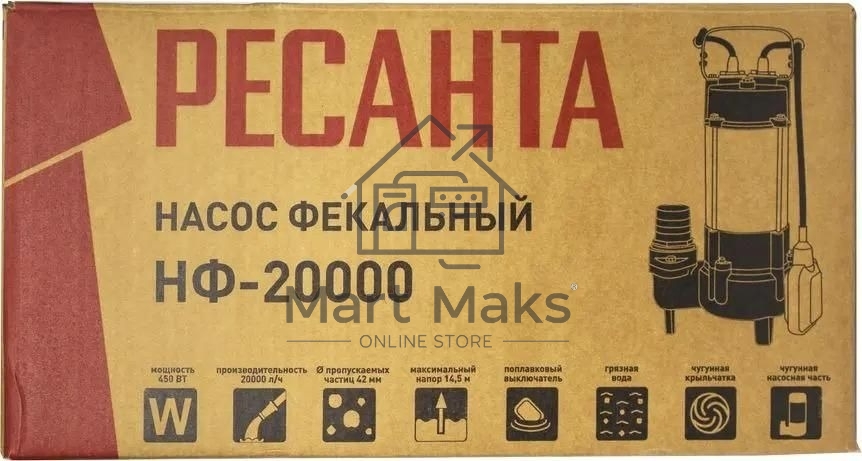 РЕСАНТА
НАСОС ФЕКАЛЬНЫЙ
НФ-20000
Mart Maks
ONLINE STORE
мощность
450 ВТ
производительность
20000 л/ч
Ø пропускаемых
частиц 42 мм
максимальный
напор 14,5 м
поплавковый
выключатель
грязная
вода
чугунная
крыльчатка
чугунная
насосная часть
W